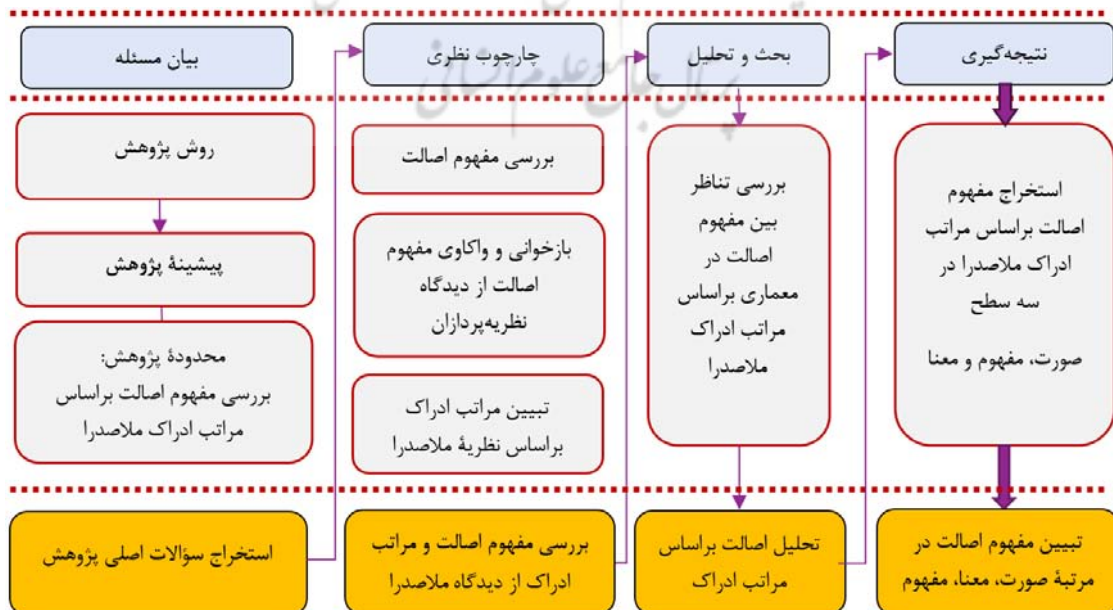 بیان مسئله
چارچوب نظری
بحث و تحلیل
نتیجه‌گیری
پرتال جامع علوم انسانی
روش پژوهش
پیشینهٔ پژوهش
محدودهٔ پژوهش:
بررسی مفهوم اصالت براساس
مراتب ادراک ملاصدرا
بررسی مفهوم اصالت
بازخوانی و واکاوی مفهوم
اصالت از دیدگاه
نظریه‌پردازان
تبیین مراتب ادراک
براساس نظریهٔ ملاصدرا
بررسی تناظر
بین مفهوم
اصالت در
معماری براساس
مراتب ادراک
ملاصدرا
استخراج مفهوم
اصالت براساس مراتب
ادراک ملاصدرا در
سه سطح
صورت، مفهوم و معنا
استخراج سؤالات اصلی پژوهش
بررسی مفهوم اصالت و مراتب
ادراک از دیدگاه ملاصدرا
تحلیل اصالت براساس
مراتب ادراک
تبیین مفهوم اصالت در
مرتبهٔ صورت، معنا، مفهوم